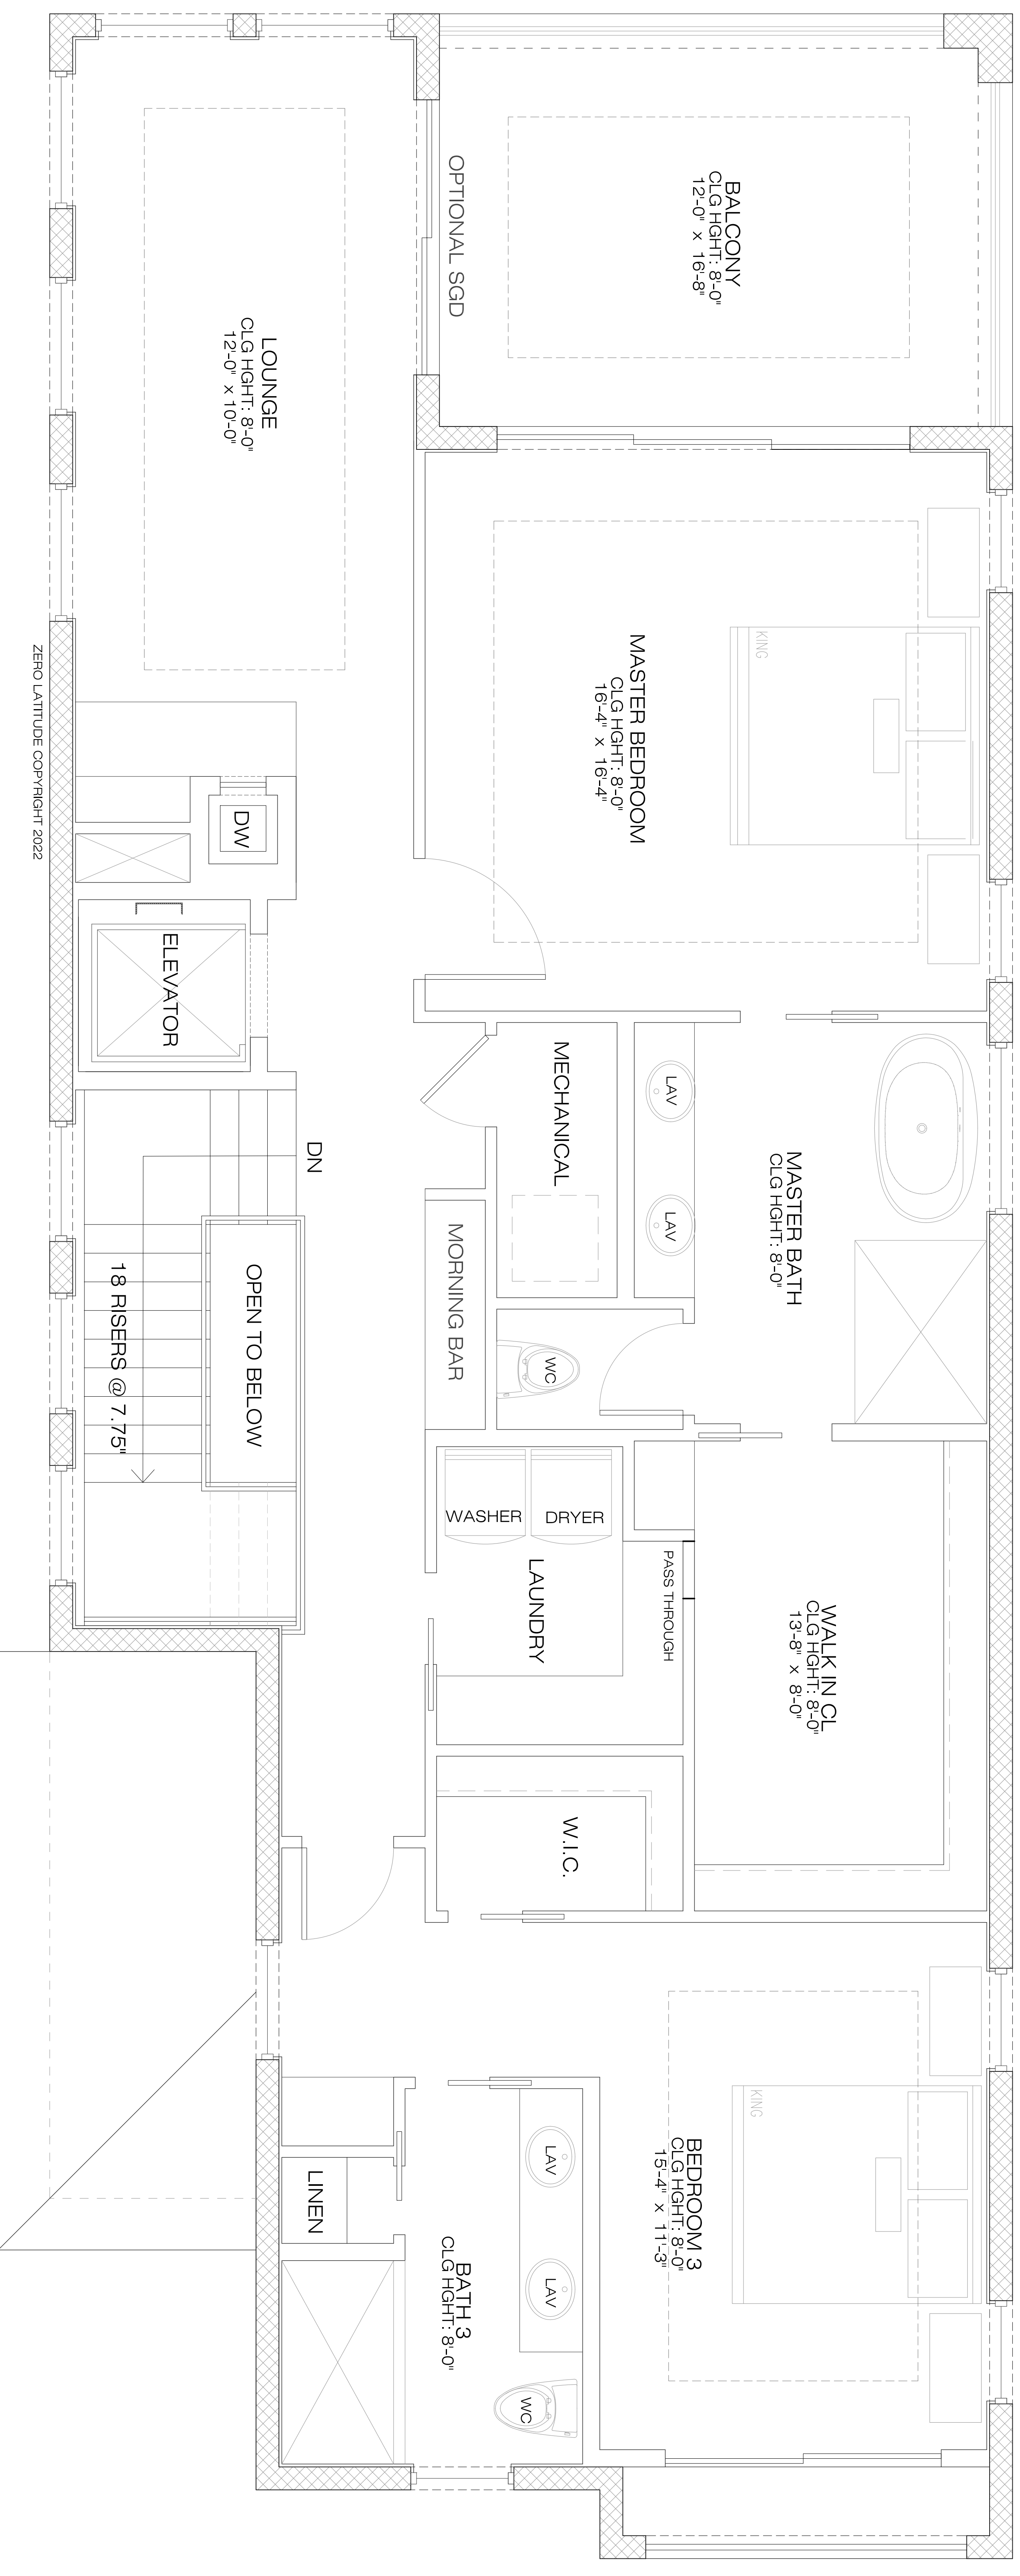 BALCONY
CLG HGHT: 8'-0"
12'-0" x 16'-8"
OPTIONAL SGD
LOUNGE
CLG HGHT: 8'-0"
12'-0" x 10'-0"
KING
MASTER BEDROOM
CLG HGHT: 8'-0"
16'-4" x 16'-4"
ZERO LATITUDE COPYRIGHT 2022
DW
ELEVATOR
MECHANICAL
LAV
LAV
MASTER BATH
CLG HGHT: 8'-0"
DN
MORNING BAR
OPEN TO BELOW
18 RISERS @ 7.75"
WC
WASHER
DRYER
LAUNDRY
PASS THROUGH
WALK IN CL
CLG HGHT: 8'-0"
13'-8" x 8'-0"
W.I.C.
KING
BEDROOM 3
CLG HGHT: 8'-0"
15'-4" x 11'-3"
LAV
LAV
LINEN
BATH 3
CLG HGHT: 8'-0"
WC